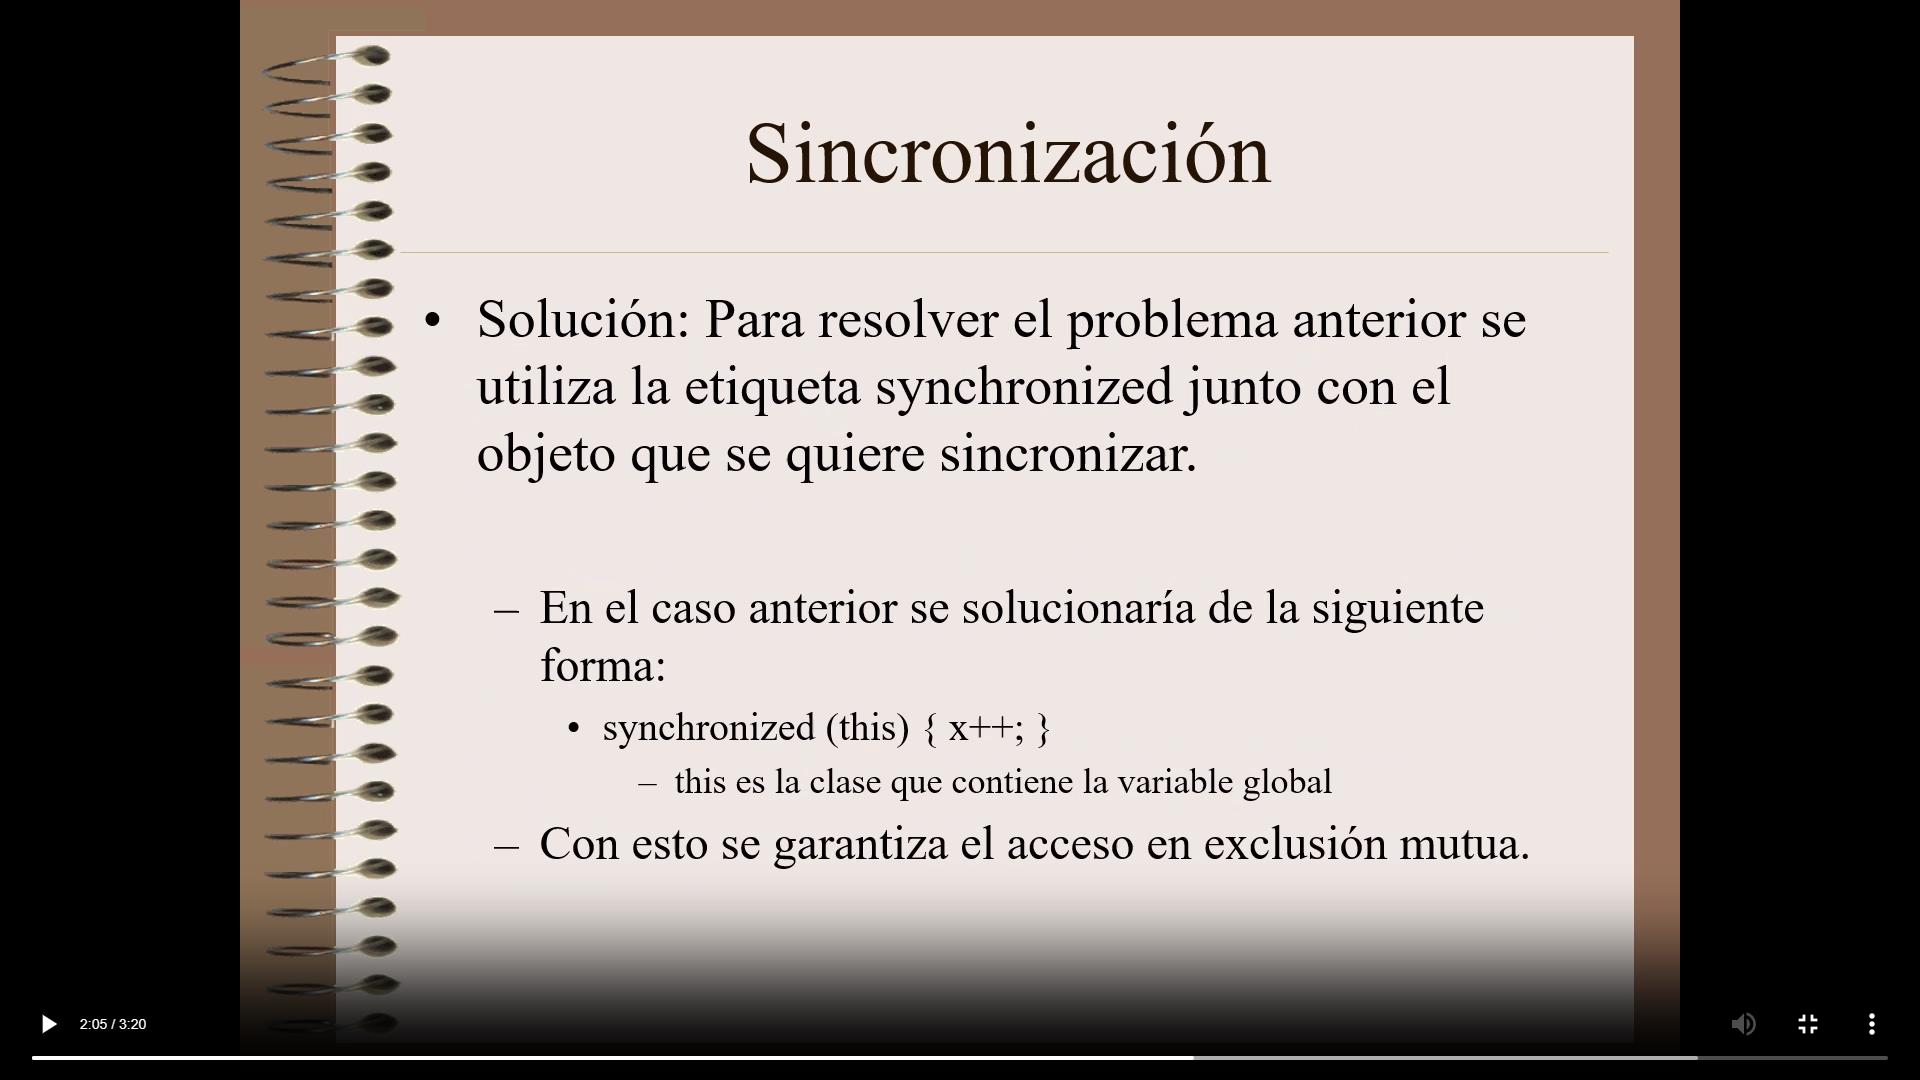 Sincronización
• Solución: Para resolver el problema anterior se
utiliza la etiqueta synchronized junto con el
objeto que se quiere sincronizar.
– En el caso anterior se solucionaría de la siguiente
forma:
• synchronized (this) { x++; }
– this es la clase que contiene la variable global
– Con esto se garantiza el acceso en exclusión mutua.
2:05 / 3:20